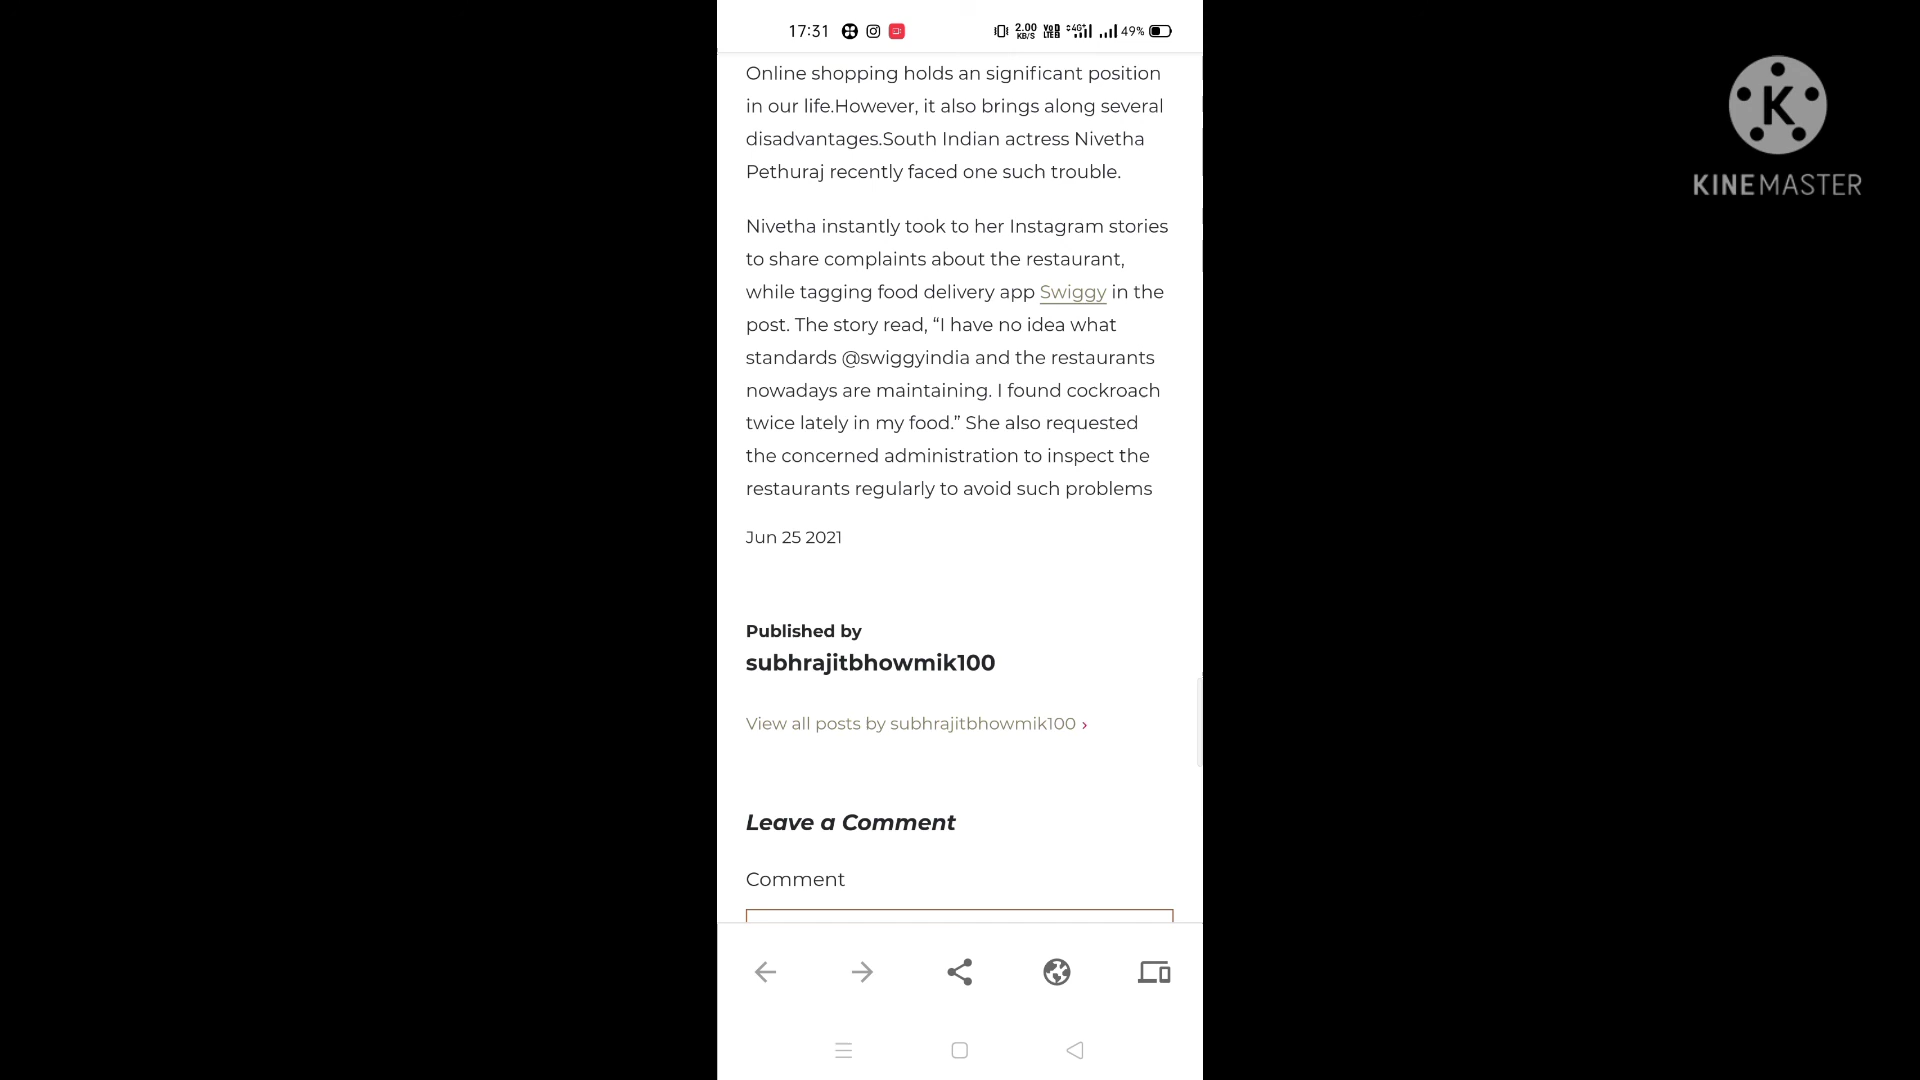 17:31
2.00
KB/S
4G+
49%
Online shopping holds an significant position
in our life.However, it also brings along several
disadvantages.South Indian actress Nivetha
Pethuraj recently faced one such trouble.
Nivetha instantly took to her Instagram stories
to share complaints about the restaurant,
while tagging food delivery app Swiggy in the
post. The story read, “I have no idea what
standards @swiggyindia and the restaurants
nowadays are maintaining. I found cockroach
twice lately in my food.” She also requested
the concerned administration to inspect the
restaurants regularly to avoid such problems
Jun 25 2021
Published by
subhrajitbhowmik100
View all posts by subhrajitbhowmik100 ›
Leave a Comment
Comment
K
KINEMASTER